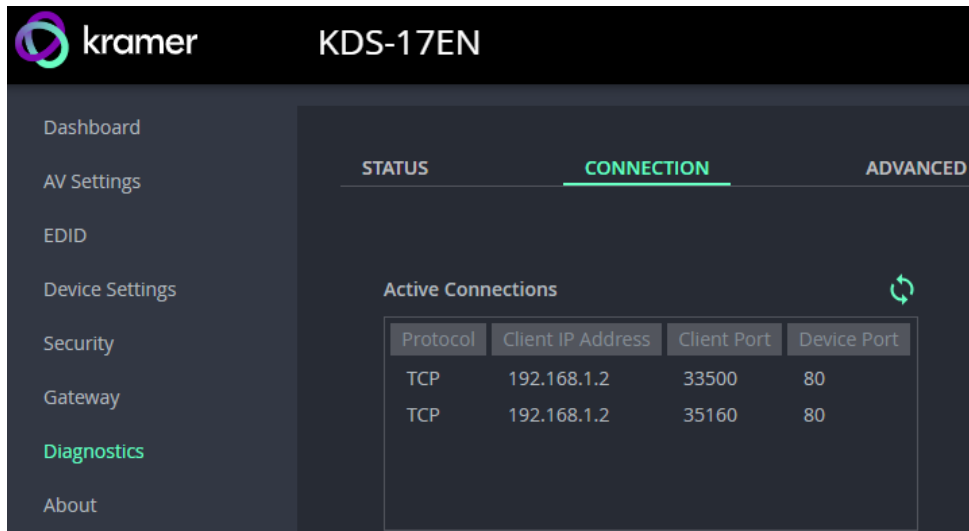 kramer KDS-17EN
Dashboard
AV Settings
EDID
Device Settings
Security
Gateway
Diagnostics
About
STATUS CONNECTION ADVANCED
Active Connections
Protocol Client IP Address Client Port Device Port
TCP 192.168.1.2 33500 80
TCP 192.168.1.2 35160 80